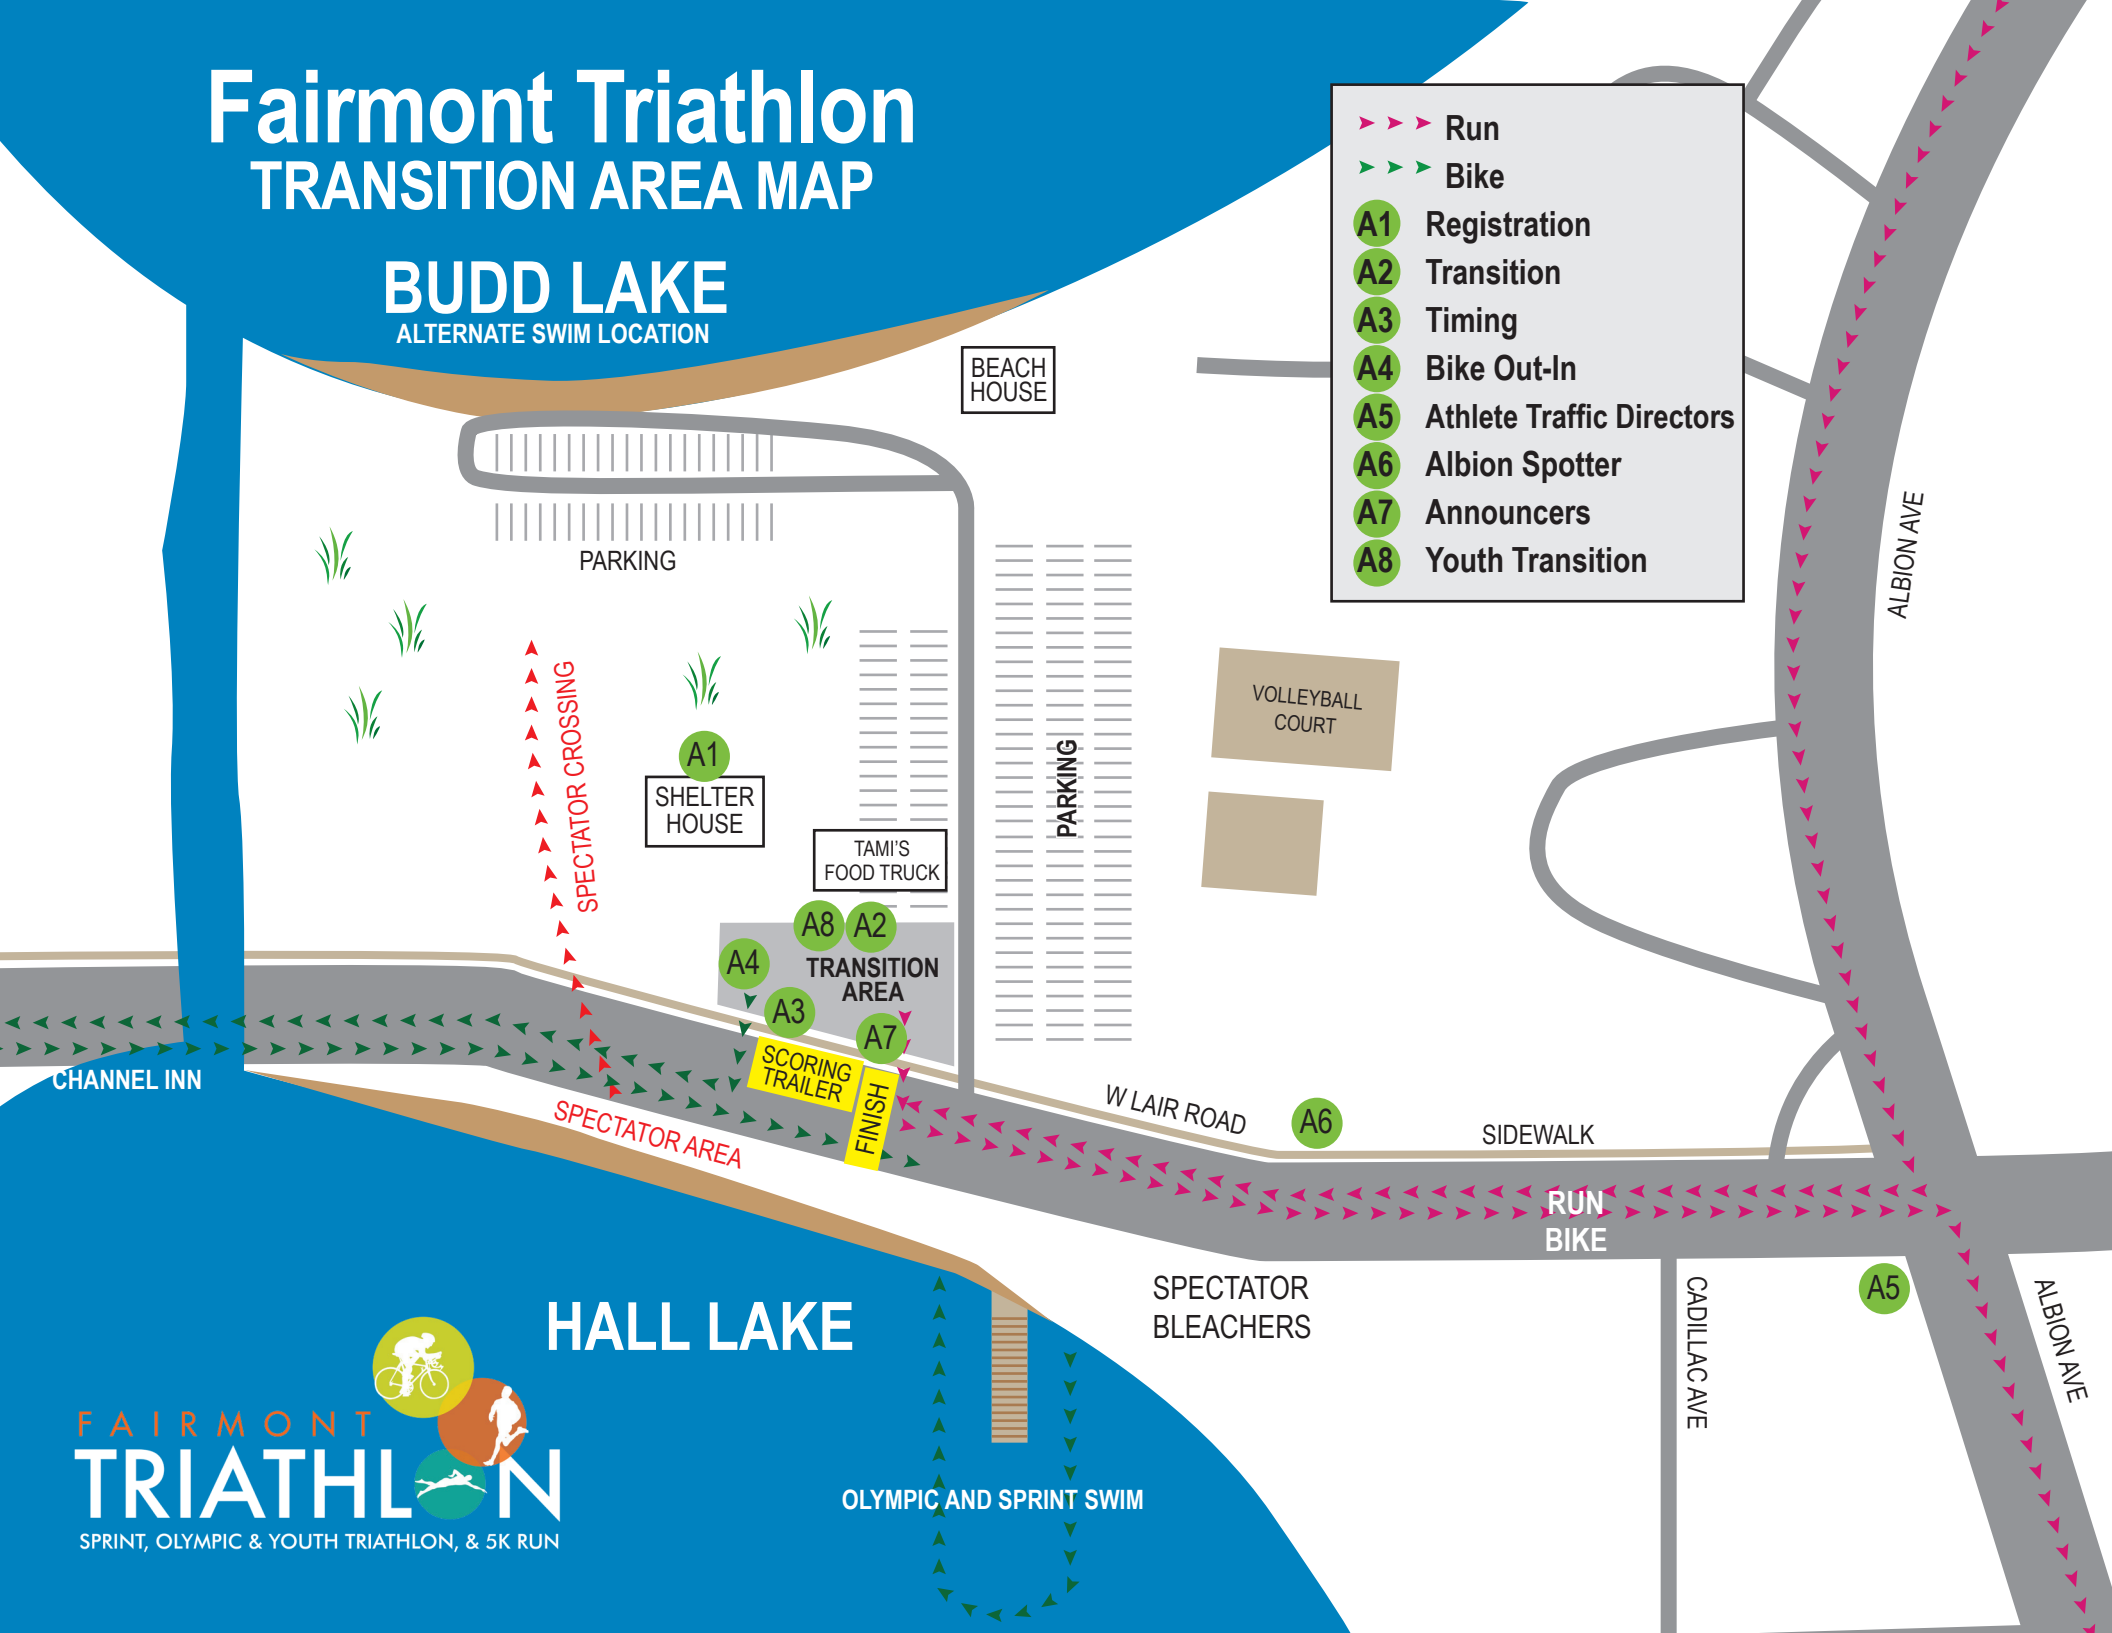 Fairmont Triathlon
TRANSITION AREA MAP
BUDD LAKE
ALTERNATE SWIM LOCATION
Run
Bike
A1 Registration
A2 Transition
A3 Timing
A4 Bike Out-In
A5 Athlete Traffic Directors
A6 Albion Spotter
A7 Announcers
A8 Youth Transition
BEACH
HOUSE
PARKING
ALBION AVE
SPECTATOR CROSSING
VOLLEYBALL
COURT
A1
SHELTER
HOUSE
PARKING
TAMI'S
FOOD TRUCK
A8 A2
A4
TRANSITION
AREA
A3
A7
SCORING
TRAILER
FINISH
CHANNEL INN
SPECTATOR AREA
W LAIR ROAD
A6
SIDEWALK
RUN
BIKE
SPECTATOR
BLEACHERS
CADILLAC AVE
A5
ALBION AVE
HALL LAKE
OLYMPIC AND SPRINT SWIM
FAIRMONT
TRIATHLON
SPRINT, OLYMPIC & YOUTH TRIATHLON, & 5K RUN